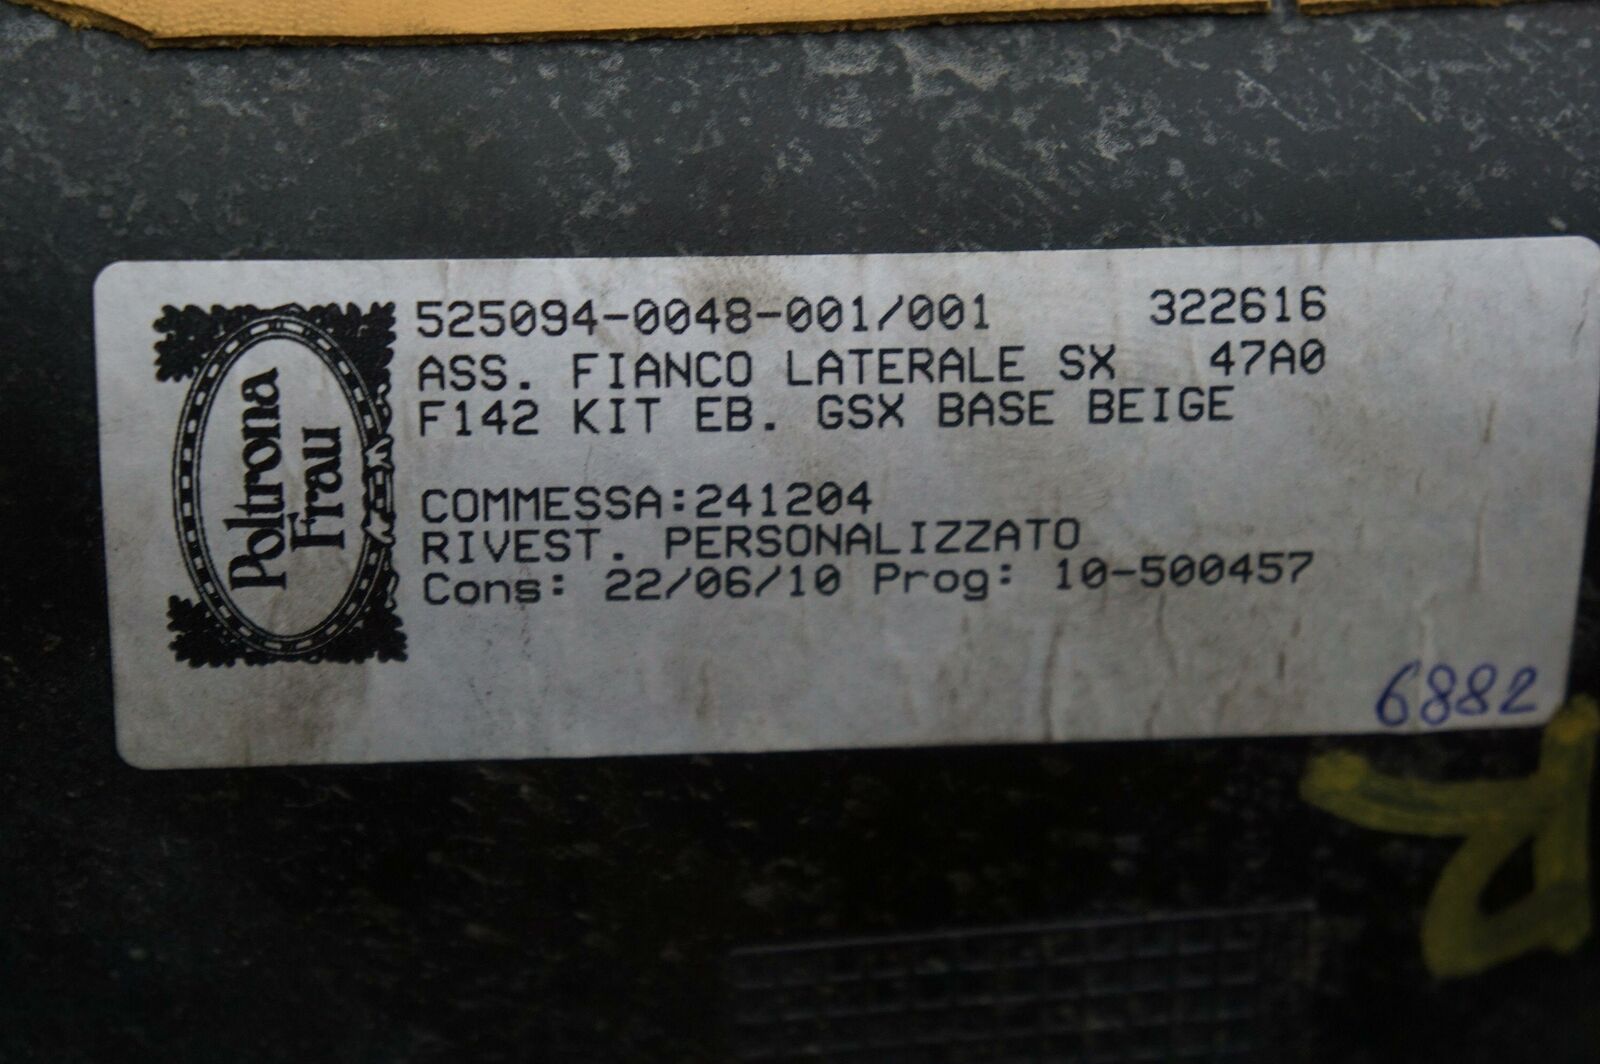 Poltrona
Frau
525094-0048-001/001 322616
ASS. FIANCO LATERALE SX 47A0
F142 KIT EB. GSX BASE BEIGE
COMMESSA:241204
RIVEST. PERSONALIZZATO
Cons: 22/06/10 Prog: 10-500457
6882